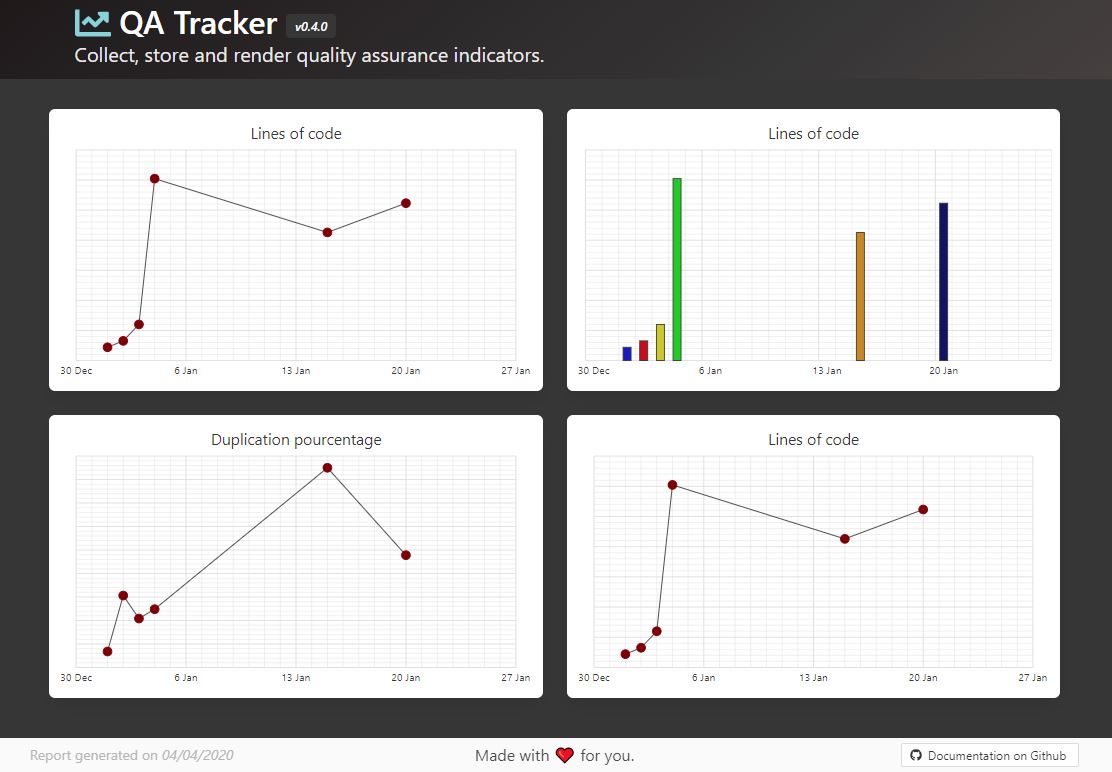 QA Tracker v0.4.0
Collect, store and render quality assurance indicators.
Lines of code
30 Dec 6 Jan 13 Jan 20 Jan 27 Jan
Lines of code
30 Dec 6 Jan 13 Jan 20 Jan
Duplication pourcentage
30 Dec 6 Jan 13 Jan 20 Jan 27 Jan
Lines of code
30 Dec 6 Jan 13 Jan 20 Jan 27 Jan
Report generated on 04/04/2020
Made with ❤ for you.
Documentation on Github